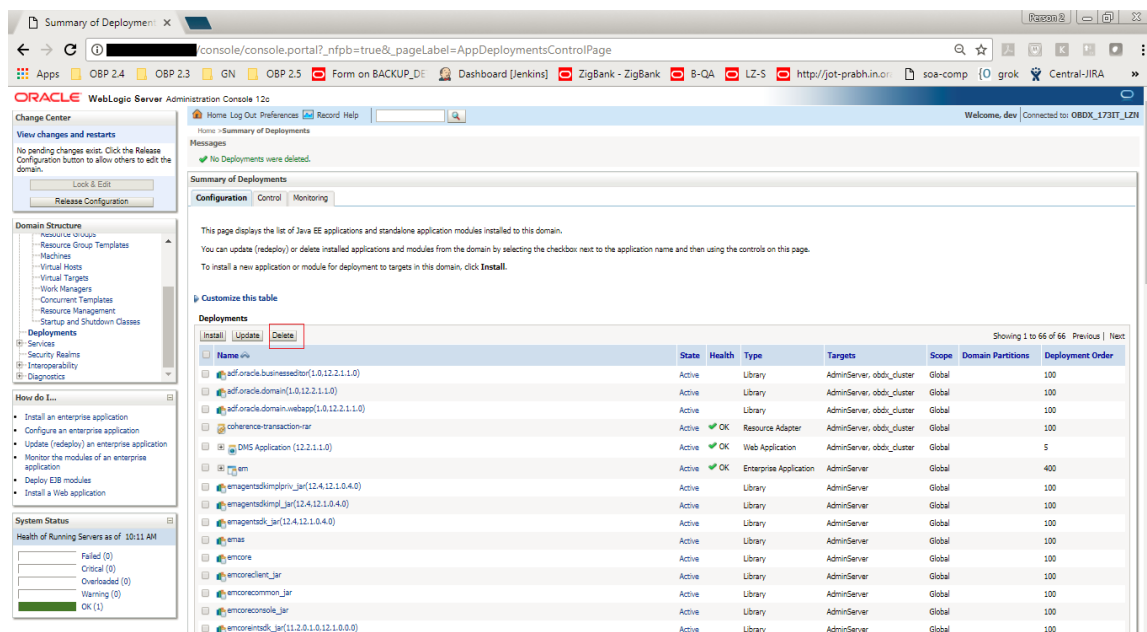 Summary of Deployment
Person 2
/console/console.portal?_nfpb=true&_pageLabel=AppDeploymentsControlPage
Apps OBP 2.4 OBP 2.3 GN OBP 2.5 Form on BACKUP_DE Dashboard [Jenkins] ZigBank - ZigBank B-QA LZ-S http://jot-prabh.in.or soa-comp grok Central-JIRA »
ORACLE WebLogic Server Administration Console 12c
Change Center
View changes and restarts
No pending changes exist. Click the Release
Configuration button to allow others to edit the
domain.
Lock & Edit
Release Configuration
Domain Structure
Resource Groups
Resource Group Templates
Machines
Virtual Hosts
Virtual Targets
Work Managers
Concurrent Templates
Resource Management
Startup and Shutdown Classes
Deployments
Services
Security Realms
Interoperability
Diagnostics
How do I...
Install an enterprise application
Configure an enterprise application
Update (redeploy) an enterprise application
Monitor the modules of an enterprise
application
Deploy EJB modules
Install a Web application
System Status
Health of Running Servers as of 10:11 AM
Failed (0)
Critical (0)
Overloaded (0)
Warning (0)
OK (1)
Home Log Out Preferences Record Help
Welcome, dev Connected to: OBDX_173IT_LZN
Home >Summary of Deployments
Messages
No Deployments were deleted.
Summary of Deployments
Configuration Control Monitoring
This page displays the list of Java EE applications and standalone application modules installed to this domain.
You can update (redeploy) or delete installed applications and modules from the domain by selecting the checkbox next to the application name and then using the controls on this page.
To install a new application or module for deployment to targets in this domain, click Install.
Customize this table
Deployments
Install Update Delete Showing 1 to 66 of 66 Previous | Next
Name State Health Type Targets Scope Domain Partitions Deployment Order
adf.oracle.businesseditor(1.0,12.2.1.1.0) Active Library AdminServer, obdx_cluster Global 100
adf.oracle.domain(1.0,12.2.1.1.0) Active Library AdminServer, obdx_cluster Global 100
adf.oracle.domain.webapp(1.0,12.2.1.1.0) Active Library AdminServer, obdx_cluster Global 100
coherence-transaction-rar Active OK Resource Adapter AdminServer, obdx_cluster Global 100
DMS Application (12.2.1.1.0) Active OK Web Application AdminServer, obdx_cluster Global 5
em Active OK Enterprise Application AdminServer Global 400
emagentsdkimplpriv_jar(12.4,12.1.0.4.0) Active Library AdminServer Global 100
emagentsdkimpl_jar(12.4,12.1.0.4.0) Active Library AdminServer Global 100
emagentsdk_jar(12.4,12.1.0.4.0) Active Library AdminServer Global 100
emas Active Library AdminServer Global 100
emcore Active Library AdminServer Global 100
emcoreclient_jar Active Library AdminServer Global 100
emcorecommon_jar Active Library AdminServer Global 100
emcoreconsole_jar Active Library AdminServer Global 100
emcoreintsdk_jar(11.2.0.1.0,12.1.0.0.0) Active Library AdminServer Global 100